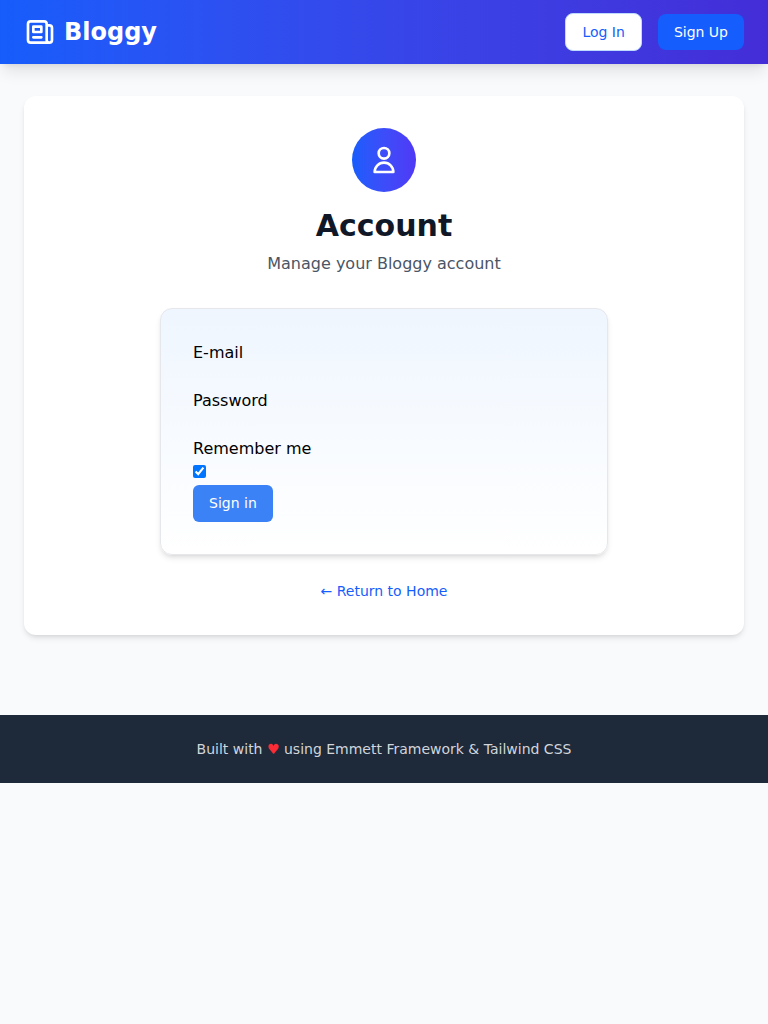 Bloggy
Log In
Sign Up
Account
Manage your Bloggy account
E-mail
Password
Remember me
Sign in
← Return to Home
Built with ♥ using Emmett Framework & Tailwind CSS